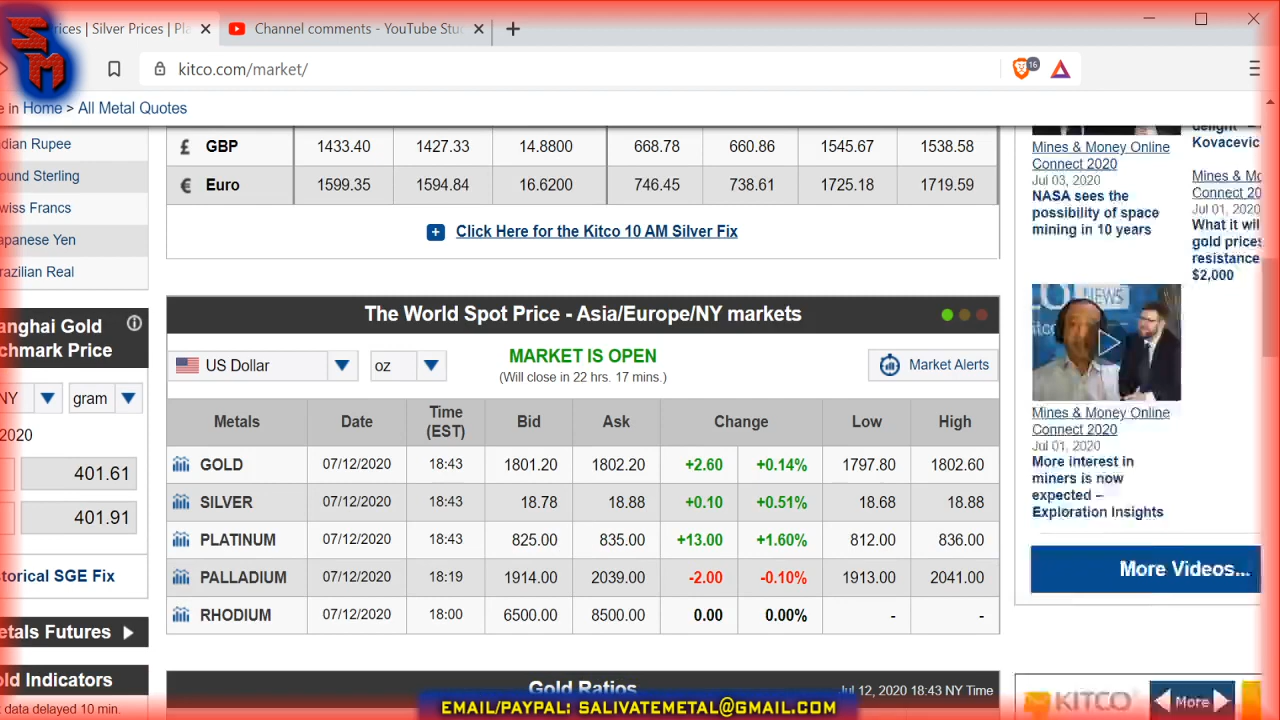 SM
rices | Silver Prices | Pla
Channel comments - YouTube Stud
kitco.com/market/
16
e in Home > All Metal Quotes
ndian Rupee
ound Sterling
wiss Francs
apanese Yen
razilian Real
£ GBP 1433.40 1427.33 14.8800 668.78 660.86 1545.67 1538.58
€ Euro 1599.35 1594.84 16.6200 746.45 738.61 1725.18 1719.59
Click Here for the Kitco 10 AM Silver Fix
anghai Gold
chmark Price
NY gram
2020
401.61
401.91
torical SGE Fix
etals Futures
old Indicators
t data delayed 10 min.
The World Spot Price - Asia/Europe/NY markets
US Dollar oz
MARKET IS OPEN
(Will close in 22 hrs. 17 mins.)
Market Alerts
Metals Date Time (EST) Bid Ask Change Low High
GOLD 07/12/2020 18:43 1801.20 1802.20 +2.60 +0.14% 1797.80 1802.60
SILVER 07/12/2020 18:43 18.78 18.88 +0.10 +0.51% 18.68 18.88
PLATINUM 07/12/2020 18:43 825.00 835.00 +13.00 +1.60% 812.00 836.00
PALLADIUM 07/12/2020 18:19 1914.00 2039.00 -2.00 -0.10% 1913.00 2041.00
RHODIUM 07/12/2020 18:00 6500.00 8500.00 0.00 0.00% - -
Gold Ratios
Jul 12, 2020 18:43 NY Time
Mines & Money Online
Connect 2020
Jul 03, 2020
NASA sees the
possibility of space
mining in 10 years
delight" –
Kovacevic
Mines & Mo
Connect 20
Jul 01, 2020
What it wil
gold prices
resistance
$2,000
NEWS
Mines & Money Online
Connect 2020
Jul 01, 2020
More interest in
miners is now
expected –
Exploration Insights
More Videos...
KITCO
More
EMAIL/PAYPAL: SALIVATEMETAL@GMAIL.COM